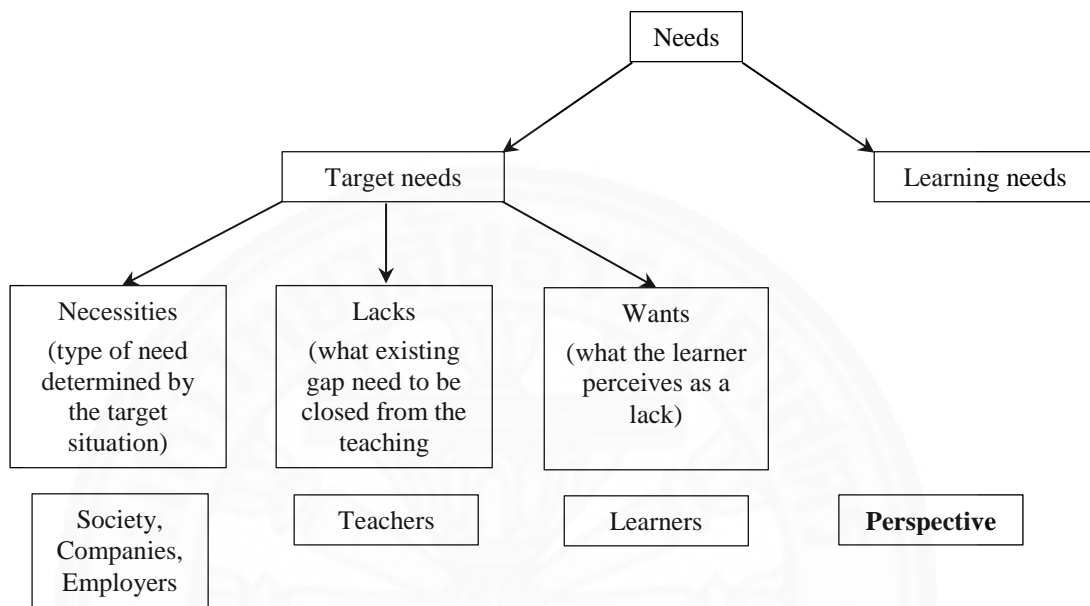 Needs
Target needs
Learning needs
Necessities
(type of need
determined by
the target
situation)
Lacks
(what existing
gap need to be
closed from the
teaching
Wants
(what the learner
perceives as a
lack)
Society,
Companies,
Employers
Teachers
Learners
Perspective